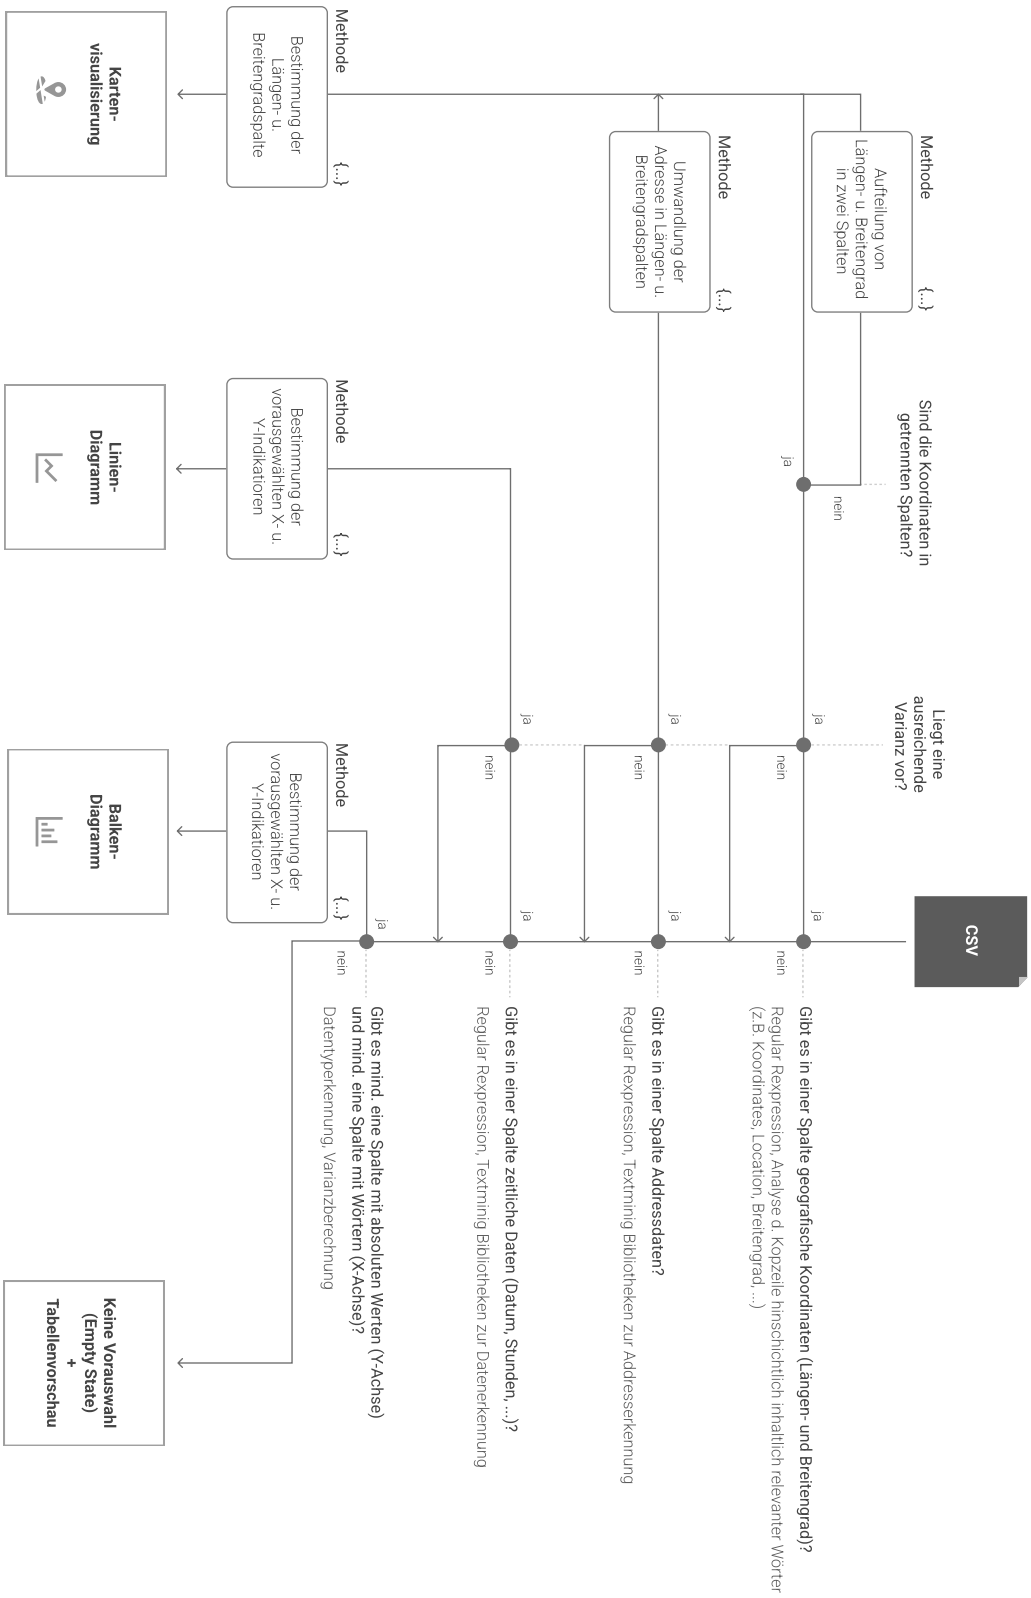 CSV
Liegt eine
ausreichende
Varianz vor?
Sind die Koordinaten in
getrennten Spalten?
Methode
{...}
Aufteilung von
Längen- u. Breitengrad
in zwei Spalten
nein
ja
ja
nein
ja
nein
Gibt es in einer Spalte geografische Koordinaten (Längen- und Breitengrad)?
Regular Rexpression, Analyse d. Kopzeile hinschichtlich inhaltlich relevanter Wörter
(z.B. Koordinates, Location, Breitengrad, ...)
Methode
{...}
Umwandlung der
Adresse in Längen- u.
Breitengradspalten
ja
nein
ja
nein
Gibt es in einer Spalte Addressdaten?
Regular Rexpression, Textminig Bibliotheken zur Addresserkennung
ja
nein
ja
nein
Gibt es in einer Spalte zeitliche Daten (Datum, Stunden, ...)?
Regular Rexpression, Textminig Bibliotheken zur Datenerkennung
ja
nein
Gibt es mind. eine Spalte mit absoluten Werten (Y-Achse)
und mind. eine Spalte mit Wörtern (X-Achse)?
Datentyperkennung, Varianzberechnung
Methode
{...}
Bestimmung der
Längen- u.
Breitengradspalte
Methode
{...}
Bestimmung der
vorausgewählten X- u.
Y-Indikatioren
Methode
{...}
Bestimmung der
vorausgewählten X- u.
Y-Indikatioren
Karten-
visualisierung
Linien-
Diagramm
Balken-
Diagramm
Keine Vorauswahl
(Empty State)
+
Tabellenvorschau